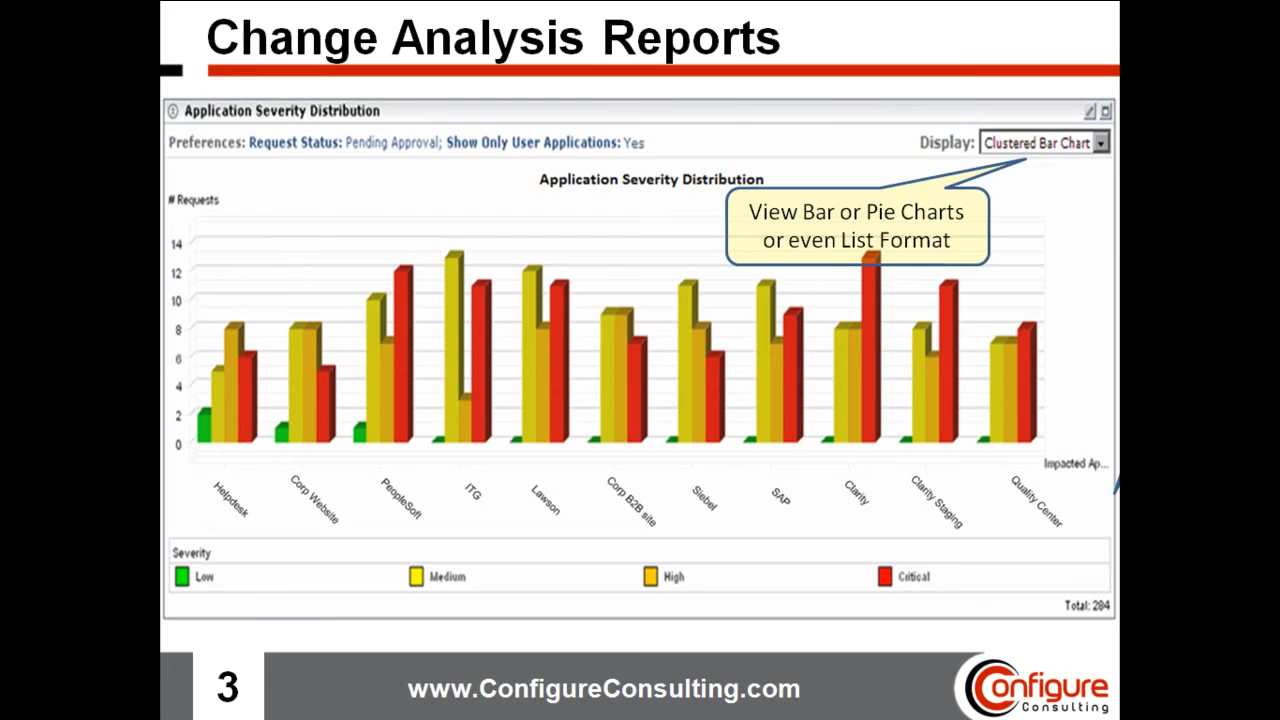 Change Analysis Reports
Application Severity Distribution
Preferences: Request Status: Pending Approval; Show Only User Applications: Yes
Display: Clustered Bar Chart
Application Severity Distribution
# Requests
View Bar or Pie Charts
or even List Format
14
12
10
8
6
4
2
0
Impacted Ap...
Helpdesk
Corp Website
PeopleSoft
ITG
Lawson
Corp B2B site
Siebel
SAP
Clarity
Clarity Staging
Quality Center
Severity
Low Medium High Critical
Total: 284
3
www.ConfigureConsulting.com
Configure
Consulting